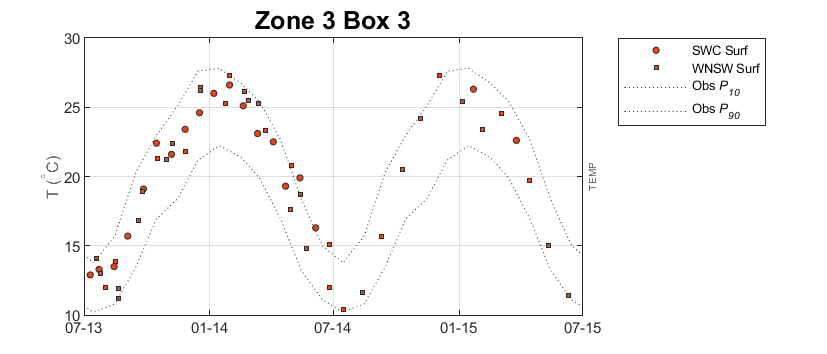 Zone 3 Box 3
30
25
20
15
10
T (°C)
07-13
01-14
07-14
01-15
07-15
TEMP
SWC Surf
WNSW Surf
Obs P10
Obs P90